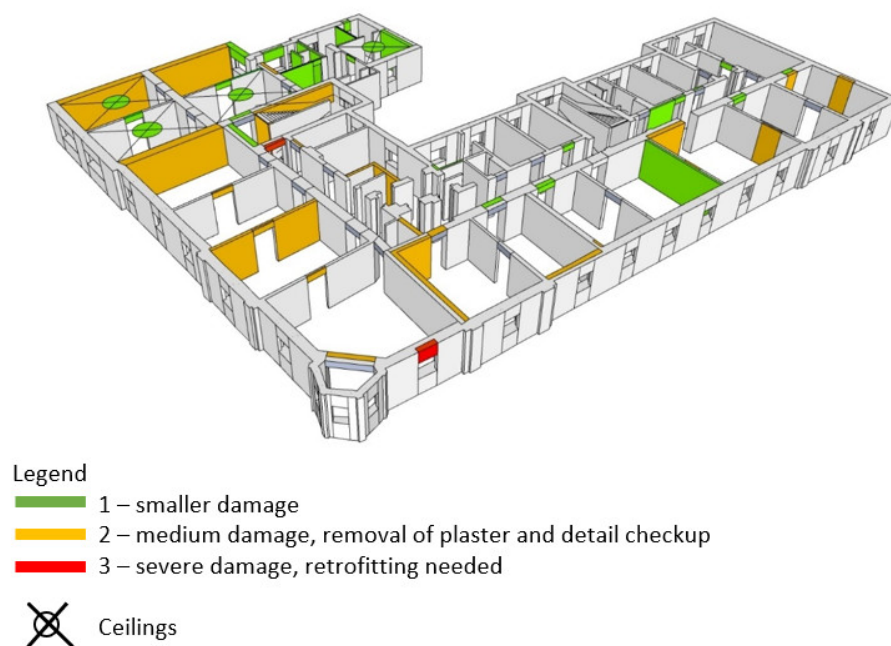 Legend
1 – smaller damage
2 – medium damage, removal of plaster and detail checkup
3 – severe damage, retrofitting needed
Ceilings